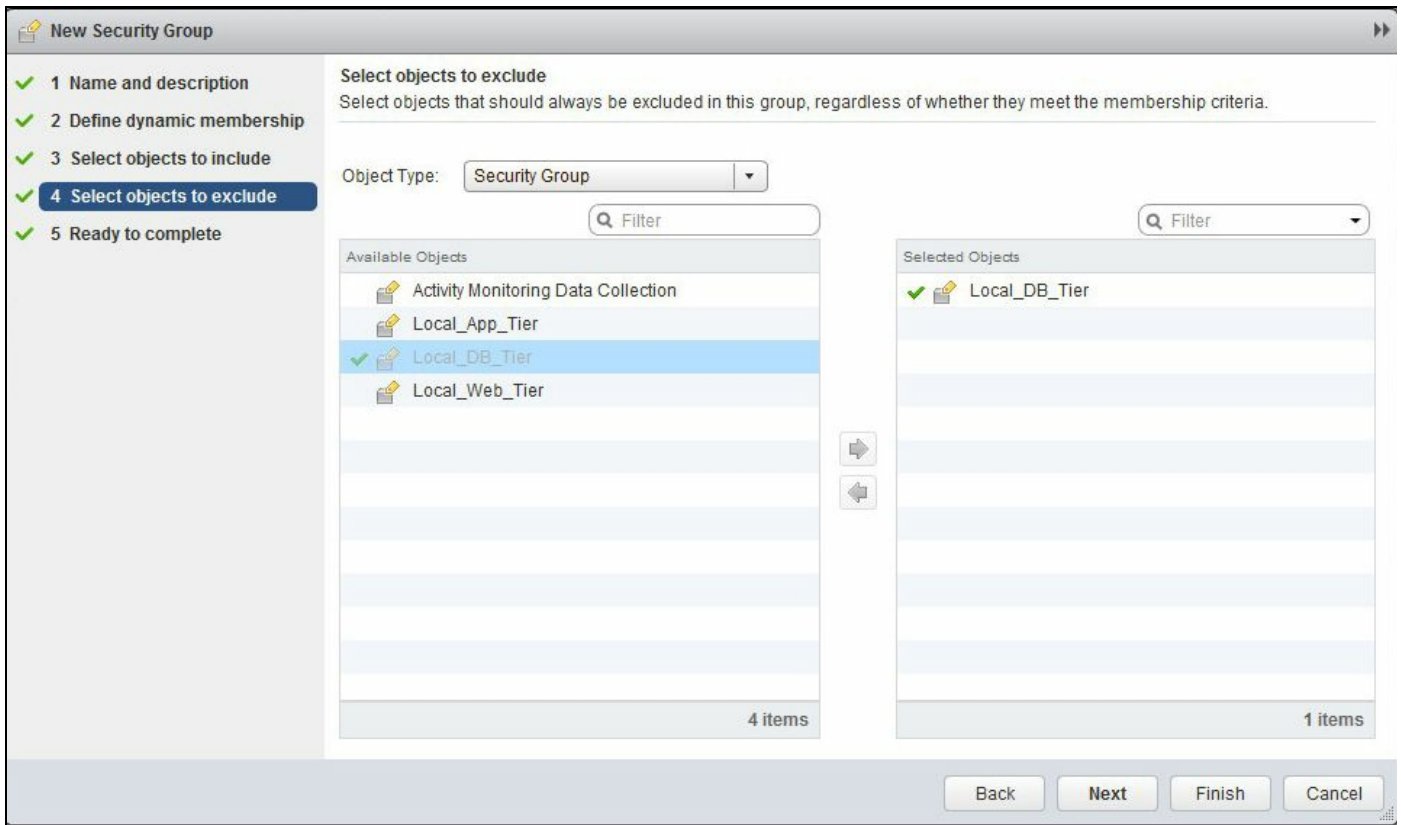 New Security Group
1 Name and description
2 Define dynamic membership
3 Select objects to include
4 Select objects to exclude
5 Ready to complete
Select objects to exclude
Select objects that should always be excluded in this group, regardless of whether they meet the membership criteria.
Object Type: Security Group
Filter
Available Objects
Activity Monitoring Data Collection
Local_App_Tier
Local_DB_Tier
Local_Web_Tier
4 items
Filter
Selected Objects
Local_DB_Tier
1 items
Back Next Finish Cancel